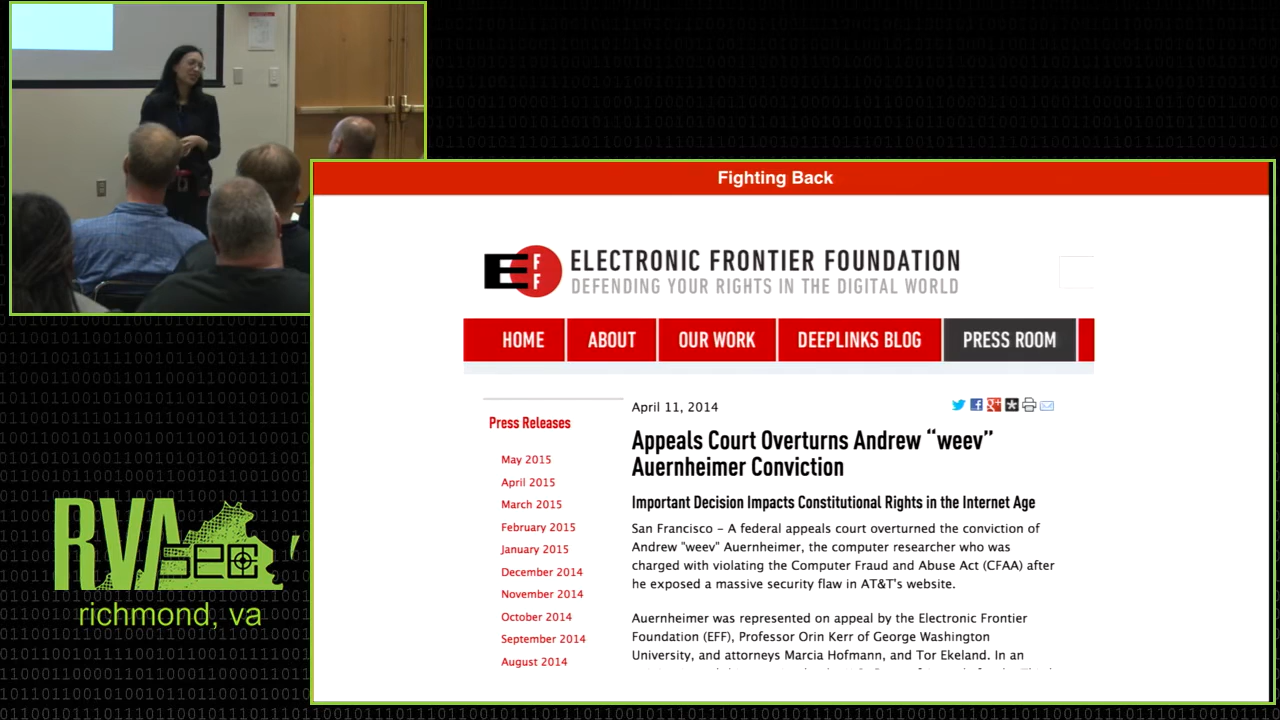 Fighting Back
E
F
F
ELECTRONIC FRONTIER FOUNDATION
DEFENDING YOUR RIGHTS IN THE DIGITAL WORLD
HOME
ABOUT
OUR WORK
DEEPLINKS BLOG
PRESS ROOM
Press Releases
May 2015
April 2015
March 2015
February 2015
January 2015
December 2014
November 2014
October 2014
September 2014
August 2014
April 11, 2014
Appeals Court Overturns Andrew “weev”
Auernheimer Conviction
Important Decision Impacts Constitutional Rights in the Internet Age
San Francisco – A federal appeals court overturned the conviction of
Andrew "weev" Auernheimer, the computer researcher who was
charged with violating the Computer Fraud and Abuse Act (CFAA) after
he exposed a massive security flaw in AT&T's website.
Auernheimer was represented on appeal by the Electronic Frontier
Foundation (EFF), Professor Orin Kerr of George Washington
University, and attorneys Marcia Hofmann, and Tor Ekeland. In an
RVA
SEC
richmond, va